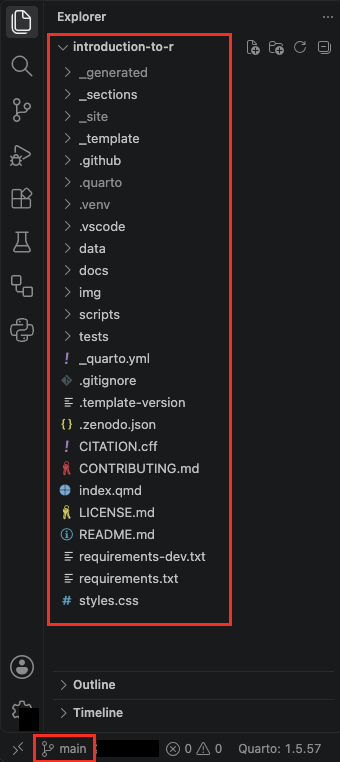 Explorer
introduction-to-r
_generated
_sections
_site
_template
.github
.quarto
.venv
.vscode
data
docs
img
scripts
tests
_quarto.yml
.gitignore
.template-version
.zenodo.json
CITATION.cff
CONTRIBUTING.md
index.qmd
LICENSE.md
README.md
requirements-dev.txt
requirements.txt
styles.css
Outline
Timeline
main 0 0 Quarto: 1.5.57